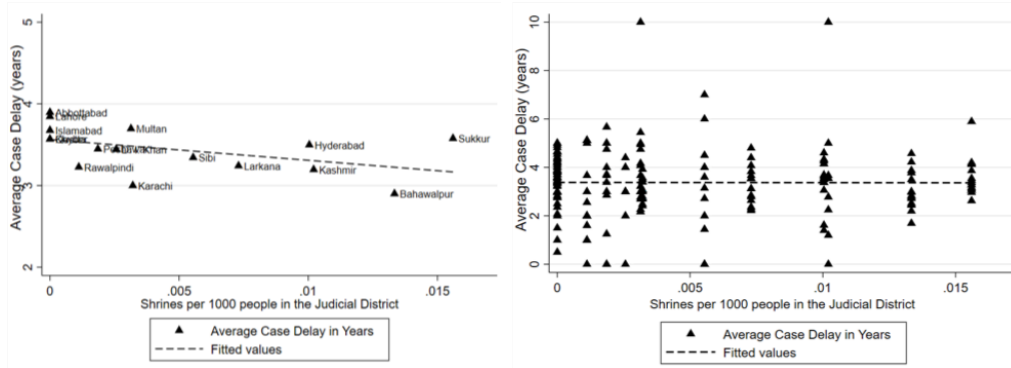 Average Case Delay (years)
5
4
3
2
Abbottabad
Lahore
Islamabad
Multan
Rawalpindi
Karachi
Sibi
Larkana
Hyderabad
Kashmir
Bahawalpur
Sukkur
0 .005 .01 .015
Shrines per 1000 people in the Judicial District
Average Case Delay in Years
Fitted values
Average Case Delay (years)
10
8
6
4
2
0
0 .005 .01 .015
Shrines per 1000 people in the Judicial District
Average Case Delay in Years
Fitted values